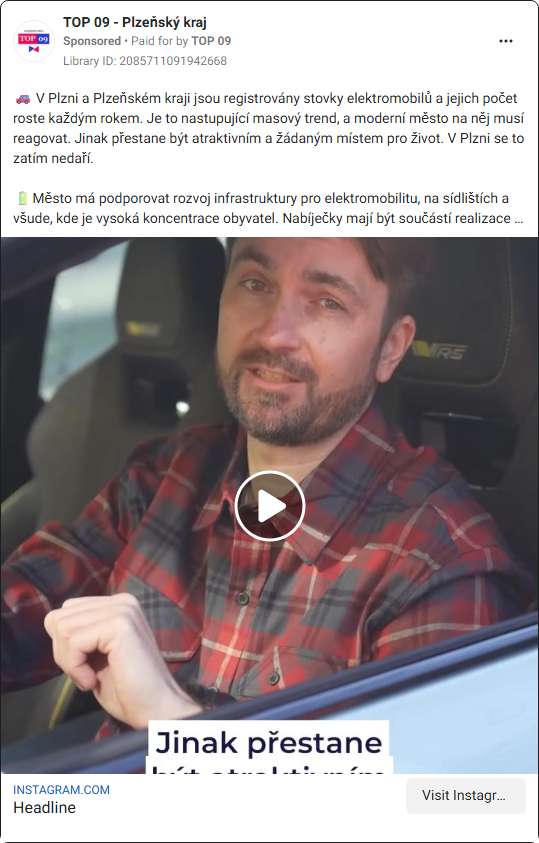 TOP 09 - Plzeňský kraj
Sponsored • Paid for by TOP 09
Library ID: 2085711091942668
TOP 09
🚗 V Plzni a Plzeňském kraji jsou registrovány stovky elektromobilů a jejich počet
roste každým rokem. Je to nastupující masový trend, a moderní město na něj musí
reagovat. Jinak přestane být atraktivním a žádaným místem pro život. V Plzni se to
zatím nedaří.
🔋 Město má podporovat rozvoj infrastruktury pro elektromobilitu, na sídlištích a
všude, kde je vysoká koncentrace obyvatel. Nabíječky mají být součástí realizace ...
RS
Jinak přestane
být atraktivním
INSTAGRAM.COM
Headline
Visit Instagr...